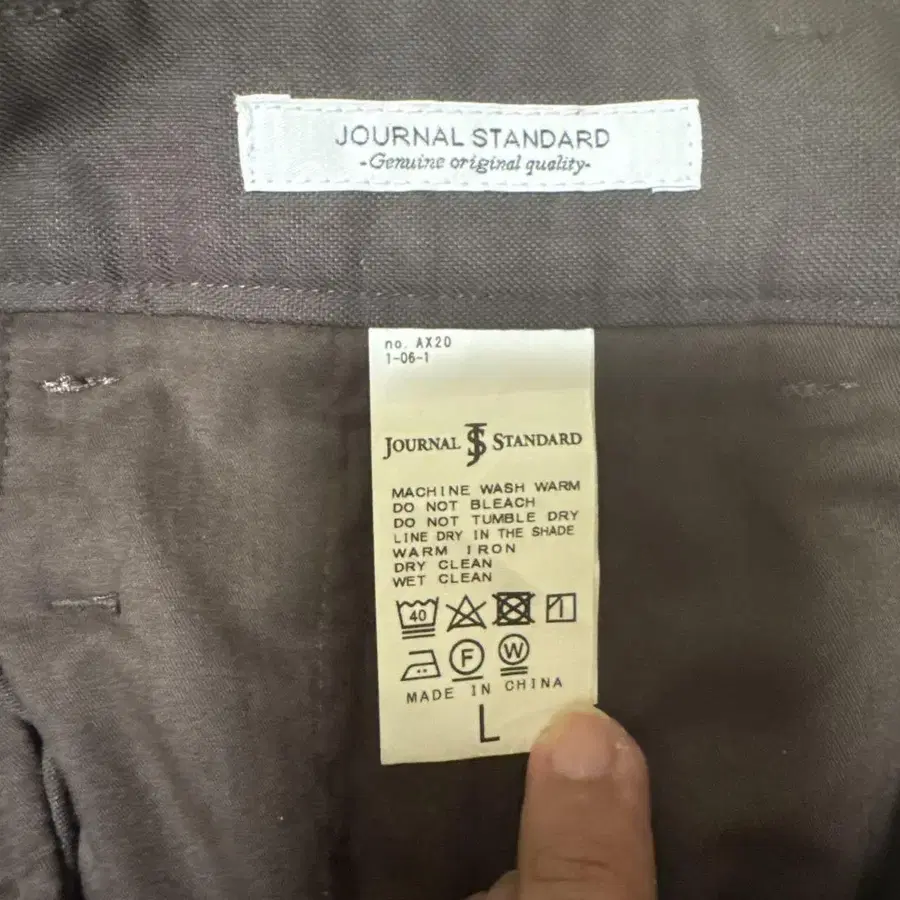 JOURNAL STANDARD
-Genuine original quality-
no. AX20
1-06-1
JOURNAL JS STANDARD
MACHINE WASH WARM
DO NOT BLEACH
DO NOT TUMBLE DRY
LINE DRY IN THE SHADE
WARM IRON
DRY CLEAN
WET CLEAN
40
F W
MADE IN CHINA
L